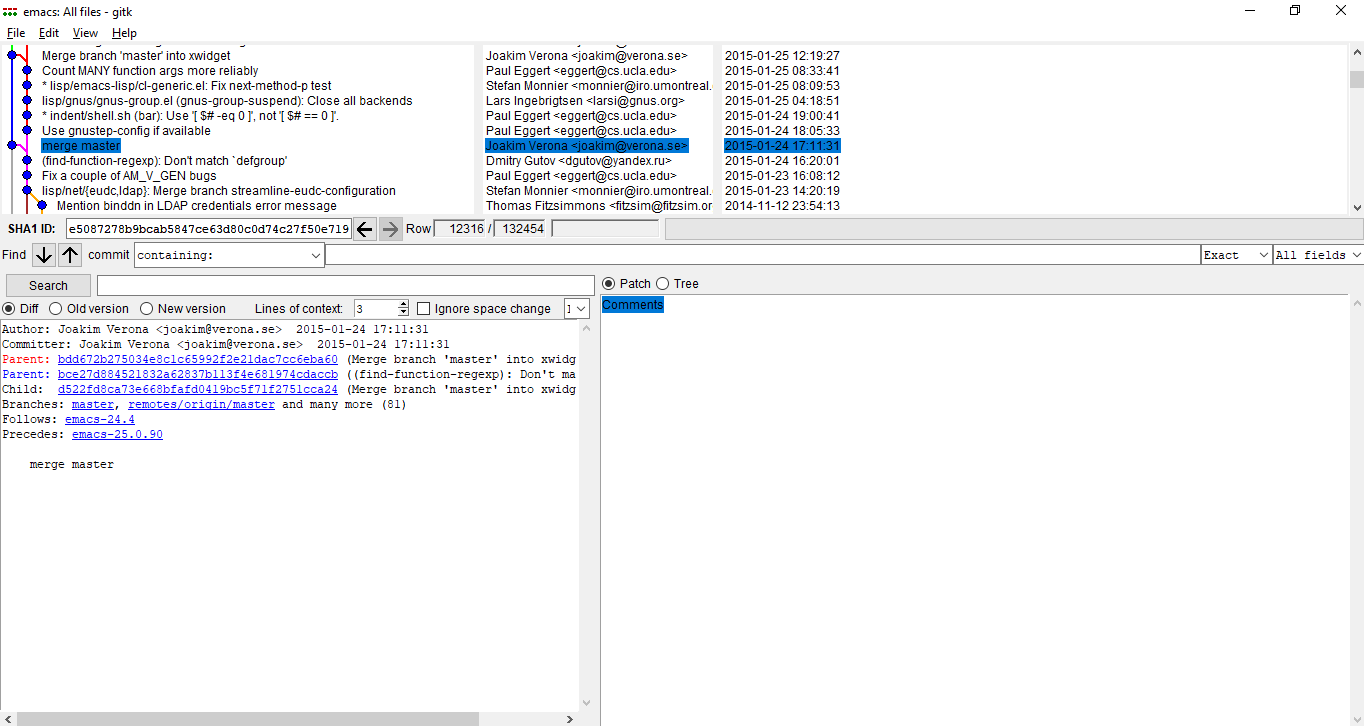 emacs: All files - gitk
File Edit View Help
Merge branch 'master' into xwidget Joakim Verona <joakim@verona.se> 2015-01-25 12:19:27
Count MANY function args more reliably Paul Eggert <eggert@cs.ucla.edu> 2015-01-25 08:33:41
* lisp/emacs-lisp/cl-generic.el: Fix next-method-p test Stefan Monnier <monnier@iro.umontreal. 2015-01-25 08:09:53
lisp/gnus/gnus-group.el (gnus-group-suspend): Close all backends Lars Ingebrigtsen <larsi@gnus.org> 2015-01-25 04:18:51
* indent/shell.sh (bar): Use '[ $# -eq 0 ]', not '[ $# == 0 ]'. Paul Eggert <eggert@cs.ucla.edu> 2015-01-24 19:00:41
Use gnustep-config if available Paul Eggert <eggert@cs.ucla.edu> 2015-01-24 18:05:33
merge master Joakim Verona <joakim@verona.se> 2015-01-24 17:11:31
(find-function-regexp): Don't match `defgroup' Dmitry Gutov <dgutov@yandex.ru> 2015-01-24 16:20:01
Fix a couple of AM_V_GEN bugs Paul Eggert <eggert@cs.ucla.edu> 2015-01-23 16:08:12
lisp/net/{eudc,ldap}: Merge branch streamline-eudc-configuration Stefan Monnier <monnier@iro.umontreal. 2015-01-23 14:20:19
Mention binddn in LDAP credentials error message Thomas Fitzsimmons <fitzsim@fitzsim.or 2014-11-12 23:54:13
SHA1 ID: e5087278b9bcab5847ce63d80c0d74c27f50e719 Row 12316 / 132454
Find commit containing: Exact All fields
Search
Patch Tree
Diff Old version New version Lines of context: 3 Ignore space change
Comments
Author: Joakim Verona <joakim@verona.se> 2015-01-24 17:11:31
Committer: Joakim Verona <joakim@verona.se> 2015-01-24 17:11:31
Parent: bdd672b275034e8c1c65992f2e21dac7cc6eba60 (Merge branch 'master' into xwidg
Parent: bce27d884521832a62837b113f4e681974cdaccb ((find-function-regexp): Don't ma
Child: d522fd8ca73e668bfafd0419bc5f71f2751cca24 (Merge branch 'master' into xwidg
Branches: master, remotes/origin/master and many more (81)
Follows: emacs-24.4
Precedes: emacs-25.0.90
merge master